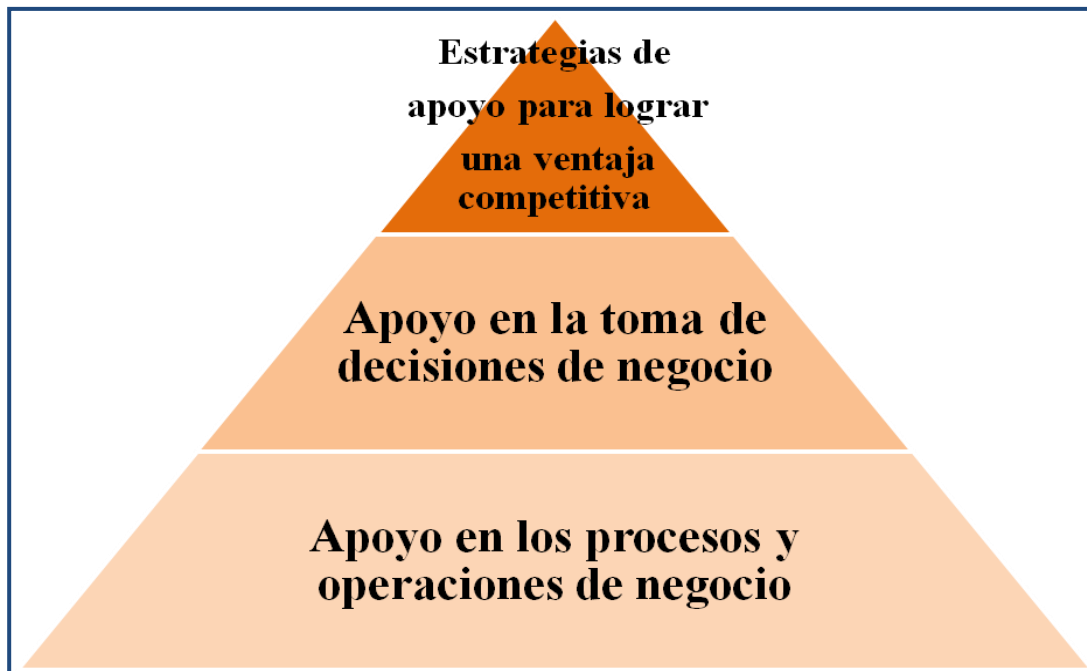 Estrategias de
apoyo para lograr
una ventaja
competitiva
Apoyo en la toma de
decisiones de negocio
Apoyo en los procesos y
operaciones de negocio